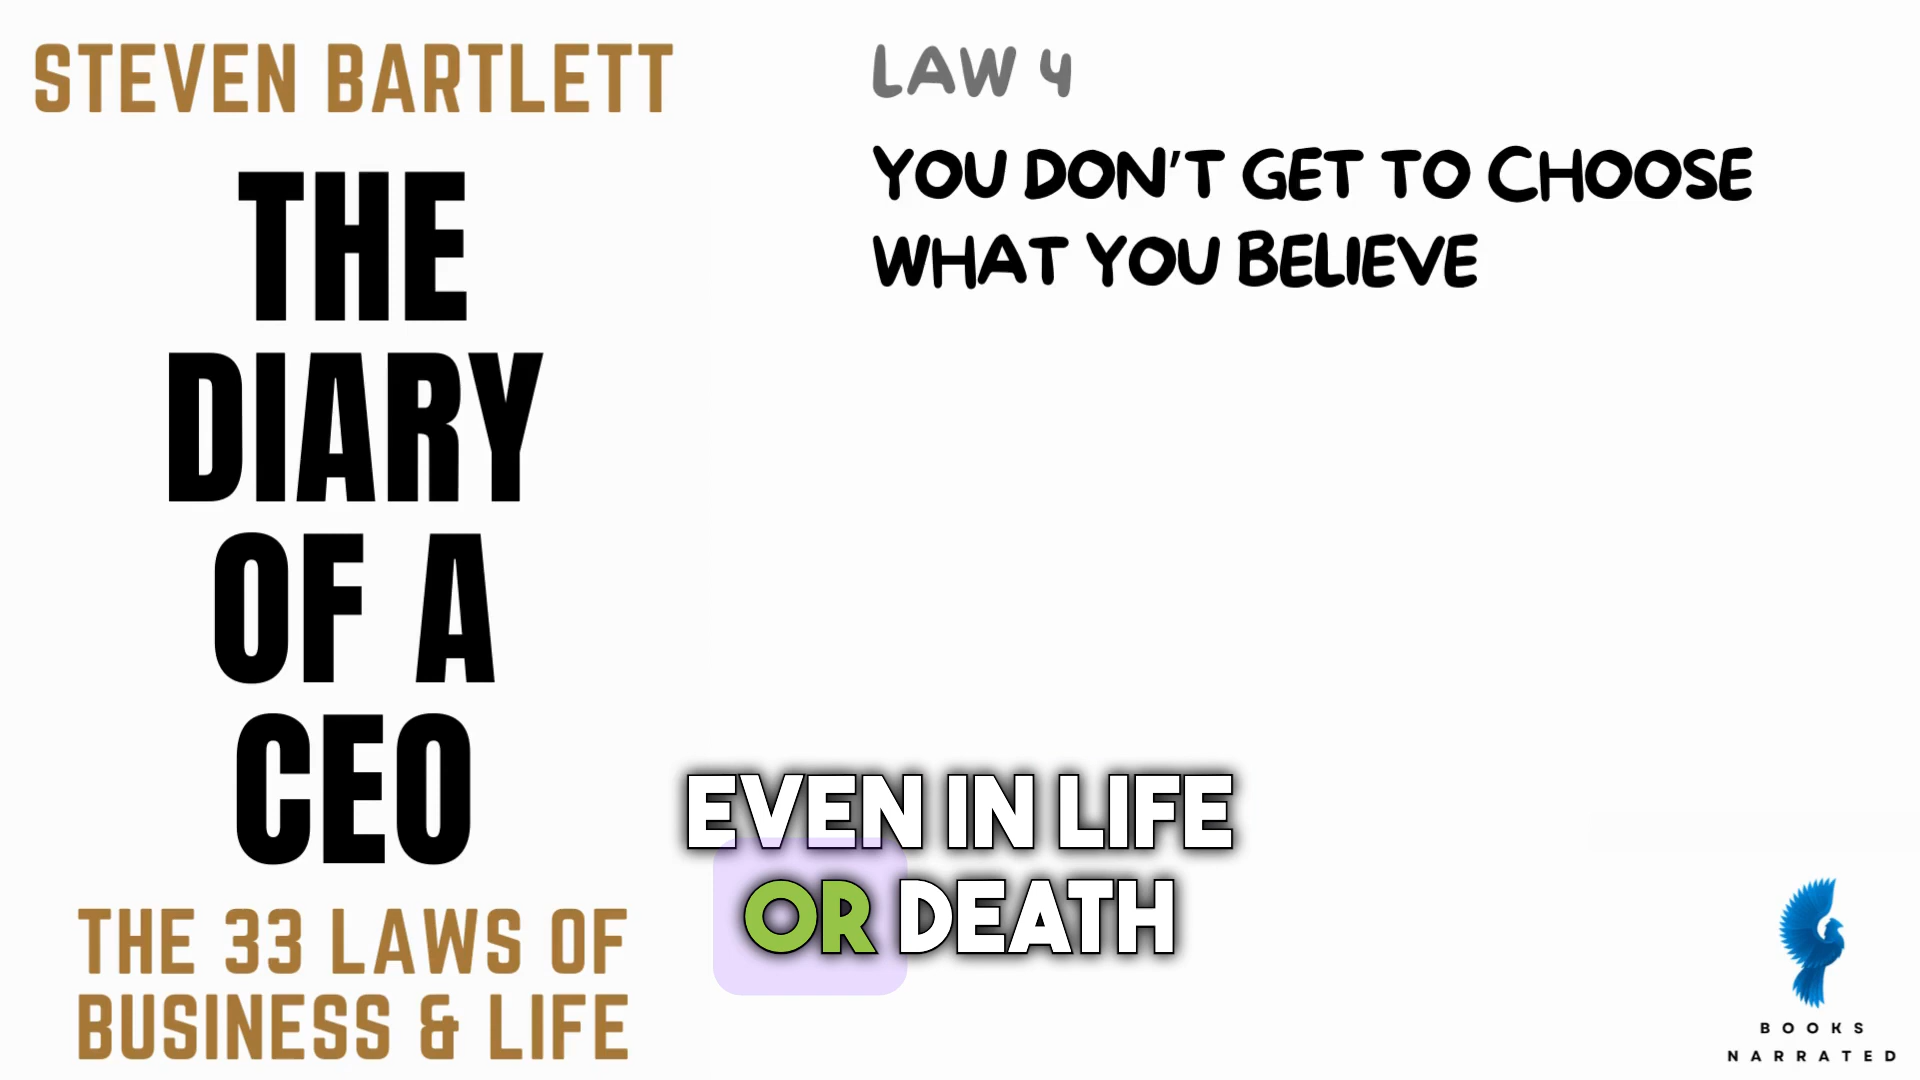 STEVEN BARTLETT
THE
DIARY
OF A
CEO
THE 33 LAWS OF
BUSINESS & LIFE
LAW 4
YOU DON'T GET TO CHOOSE
WHAT YOU BELIEVE
EVEN IN LIFE
OR DEATH
BOOKS
NARRATED